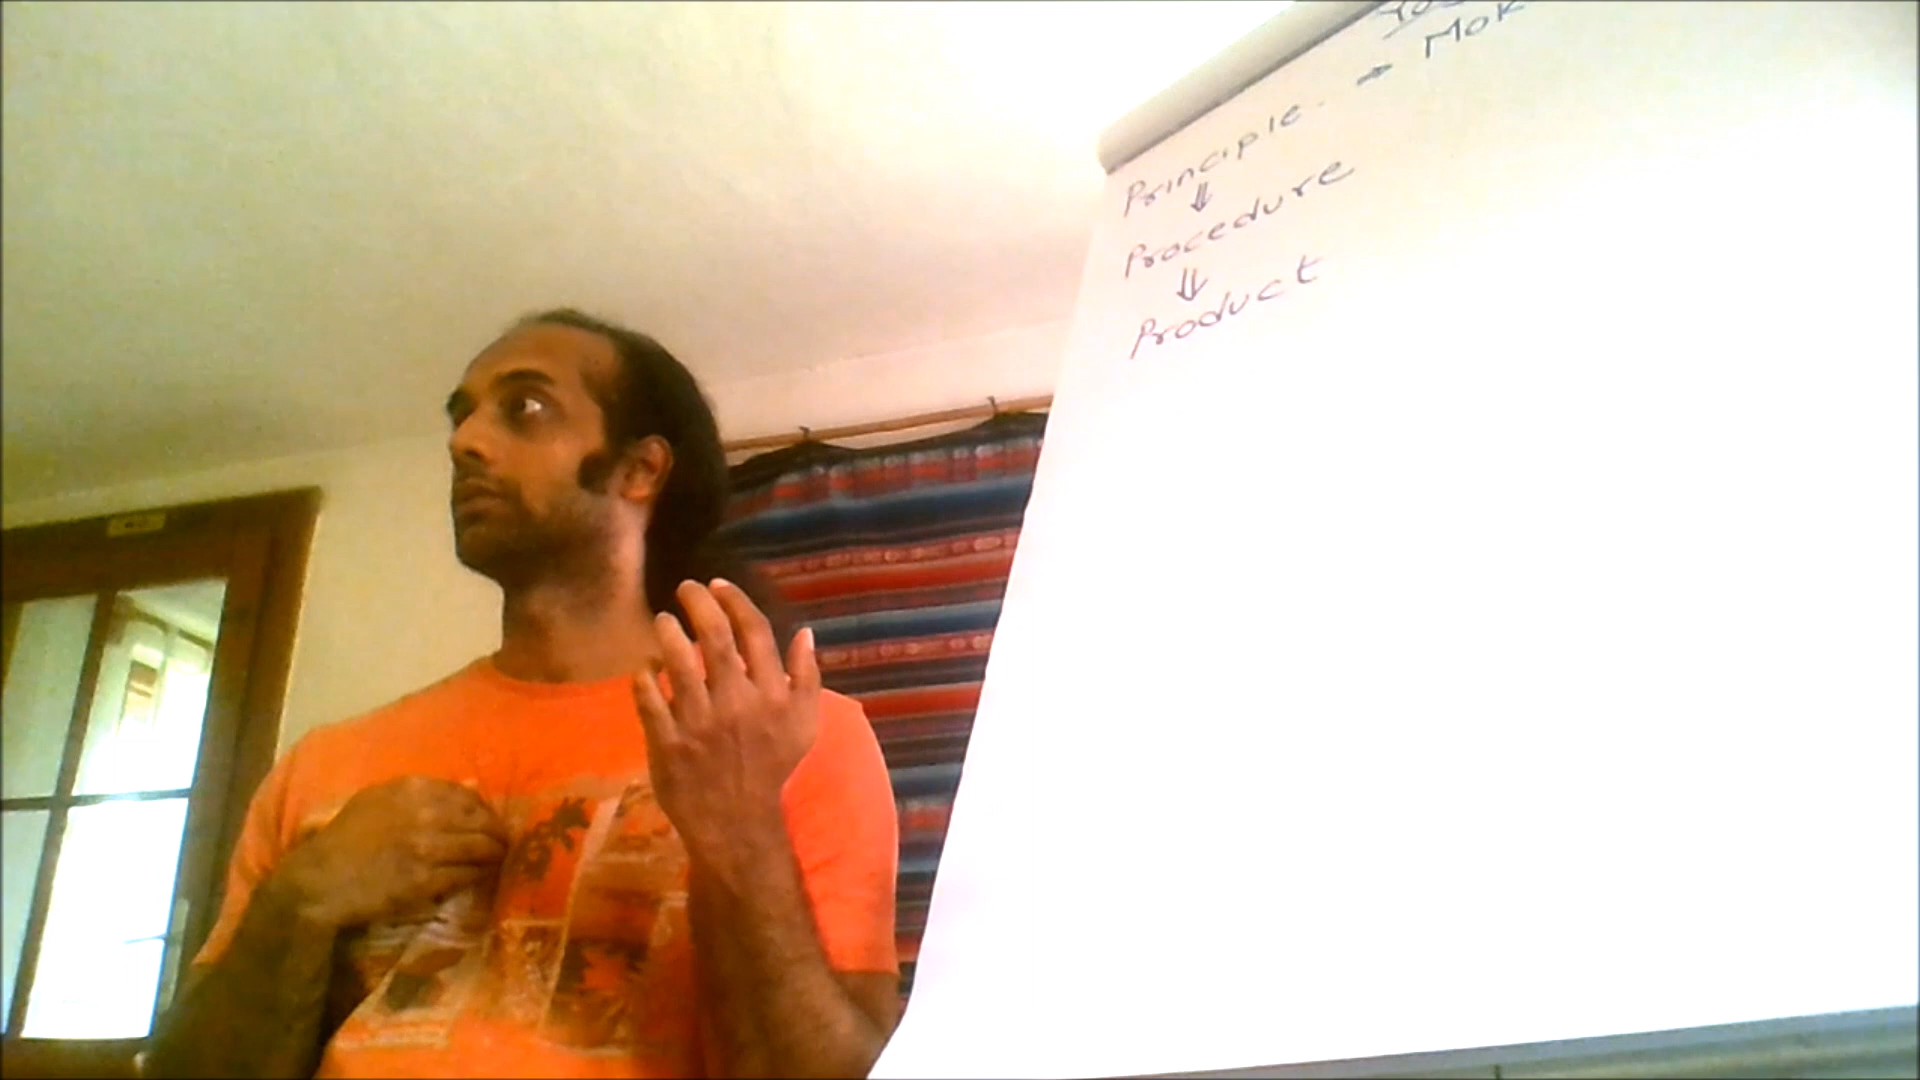 Principle. →
⇓
Procedure
⇓
Product